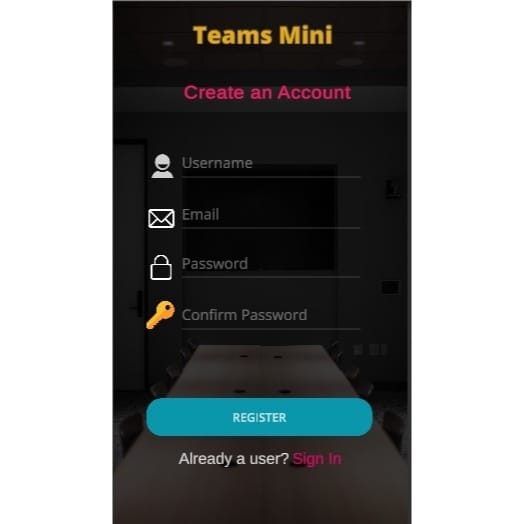 Teams Mini
Create an Account
Username
Email
Password
Confirm Password
REGISTER
Already a user? Sign In